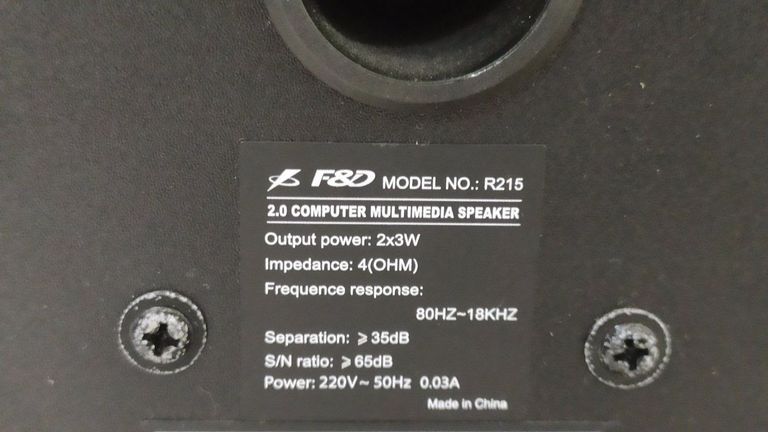 F&D MODEL NO.: R215
2.0 COMPUTER MULTIMEDIA SPEAKER
Output power: 2x3W
Impedance: 4(OHM)
Frequence response:
80HZ~18KHZ
Separation: ⩾35dB
S/N ratio: ⩾65dB
Power: 220V~ 50Hz 0.03A
Made in China